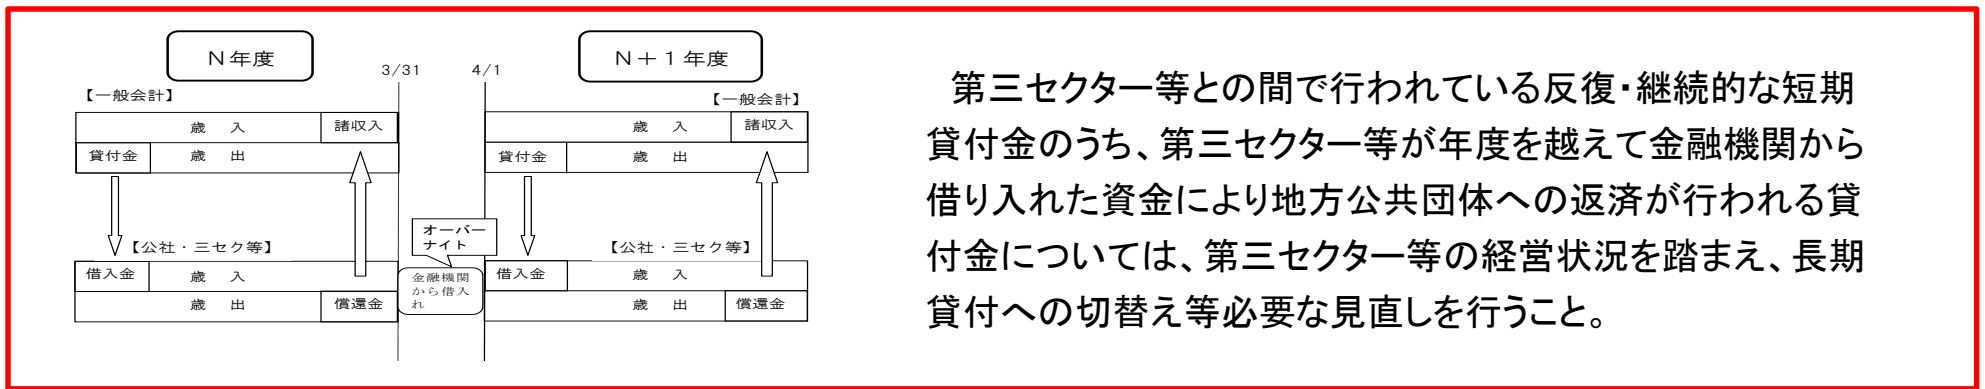 N年度
3/31
4/1
N+1年度
【一般会計】
【一般会計】
歳 入
諸収入
歳 入
諸収入
貸付金
歳 出
貸付金
歳 出
オーバー
ナイト
【公社・三セク等】
【公社・三セク等】
借入金
歳 入
金融機関
から借入
れ
借入金
歳 入
歳 出
償還金
歳 出
償還金
第三セクター等との間で行われている反復・継続的な短期
貸付金のうち、第三セクター等が年度を越えて金融機関から
借り入れた資金により地方公共団体への返済が行われる貸
付金については、第三セクター等の経営状況を踏まえ、長期
貸付への切替え等必要な見直しを行うこと。